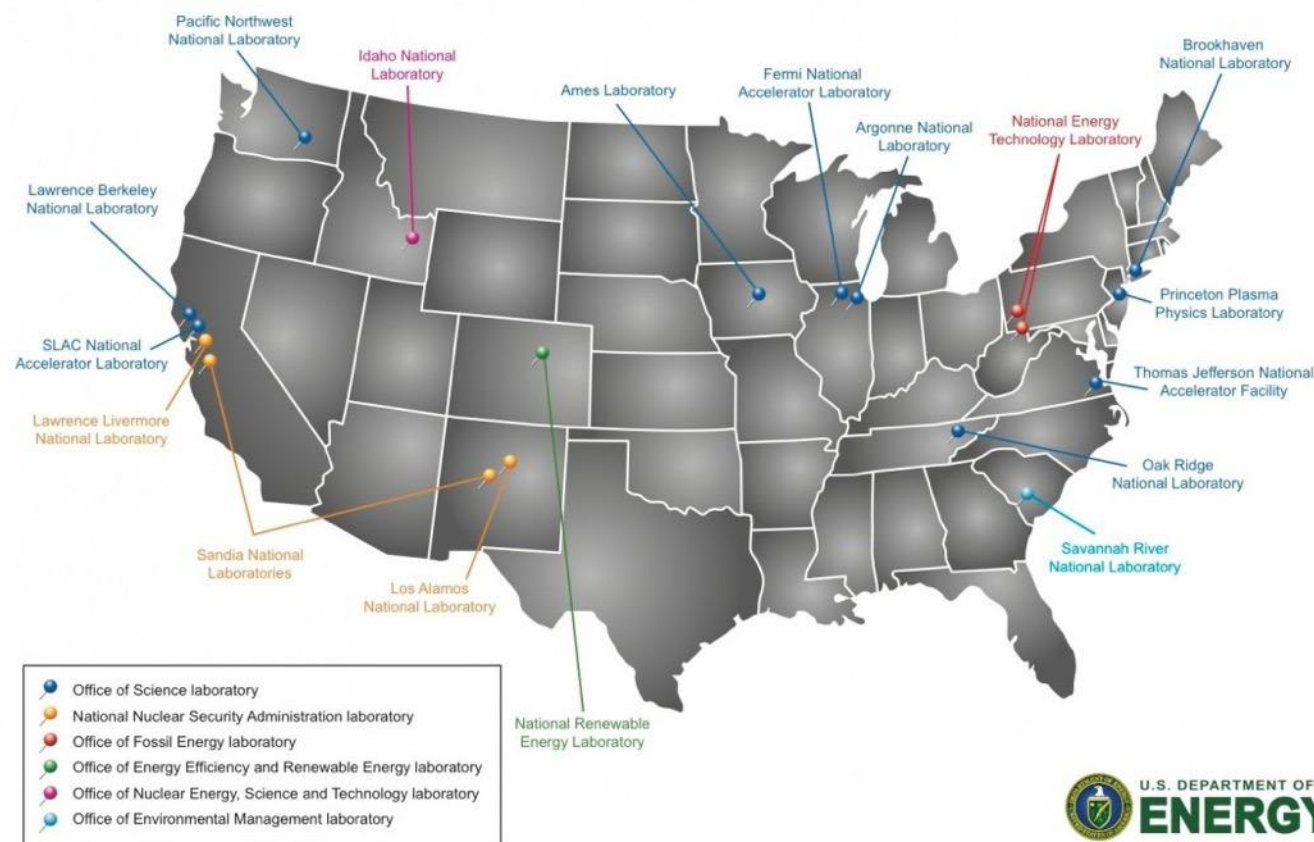 Pacific Northwest
National Laboratory
Idaho National
Laboratory
Ames Laboratory
Fermi National
Accelerator Laboratory
Argonne National
Laboratory
Brookhaven
National Laboratory
National Energy
Technology Laboratory
Lawrence Berkeley
National Laboratory
SLAC National
Accelerator Laboratory
Lawrence Livermore
National Laboratory
Princeton Plasma
Physics Laboratory
Thomas Jefferson National
Accelerator Facility
Oak Ridge
National Laboratory
Savannah River
National Laboratory
Sandia National
Laboratories
Los Alamos
National Laboratory
National Renewable
Energy Laboratory
Office of Science laboratory
National Nuclear Security Administration laboratory
Office of Fossil Energy laboratory
Office of Energy Efficiency and Renewable Energy laboratory
Office of Nuclear Energy, Science and Technology laboratory
Office of Environmental Management laboratory
U.S. DEPARTMENT OF
ENERGY